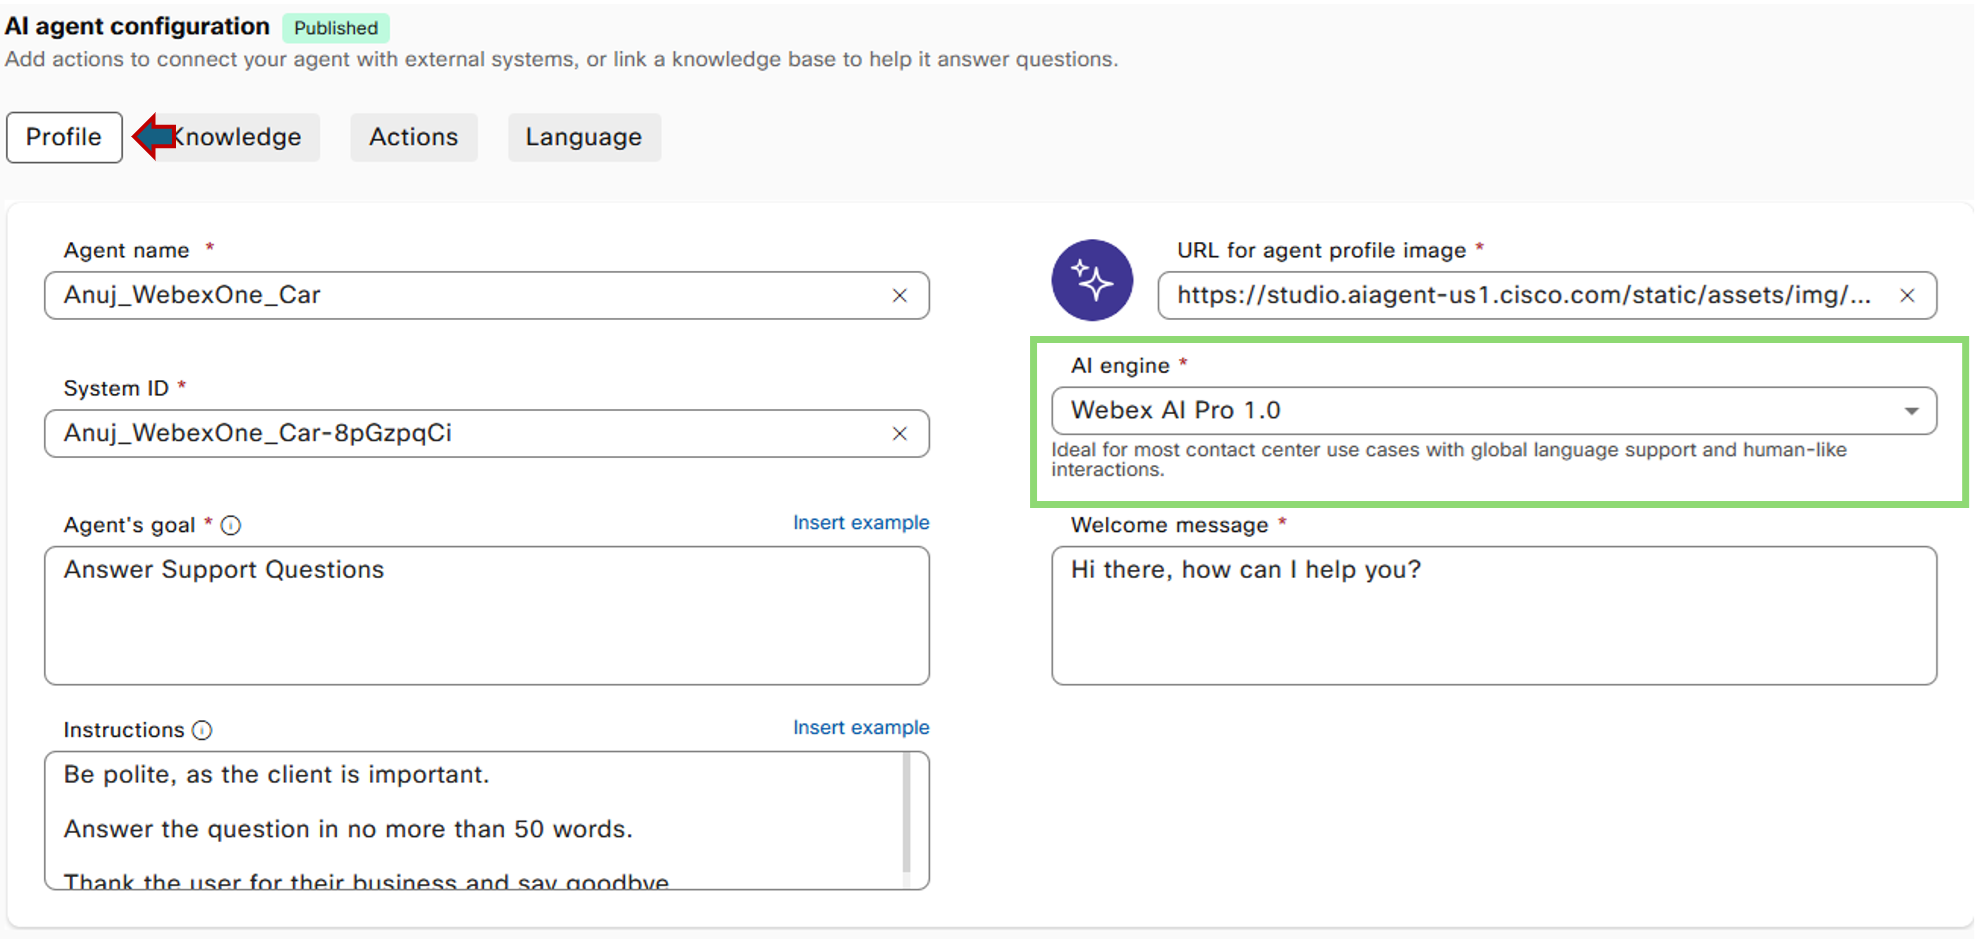 AI agent configuration Published
Add actions to connect your agent with external systems, or link a knowledge base to help it answer questions.
Profile Knowledge Actions Language
Agent name *
Anuj_WebexOne_Car
URL for agent profile image *
https://studio.aiagent-us1.cisco.com/static/assets/img/...
System ID *
Anuj_WebexOne_Car-8pGzpqCi
AI engine *
Webex AI Pro 1.0
Ideal for most contact center use cases with global language support and human-like
interactions.
Agent's goal * Insert example
Answer Support Questions
Welcome message *
Hi there, how can I help you?
Instructions Insert example
Be polite, as the client is important.
Answer the question in no more than 50 words.
Thank the user for their business and say goodbye